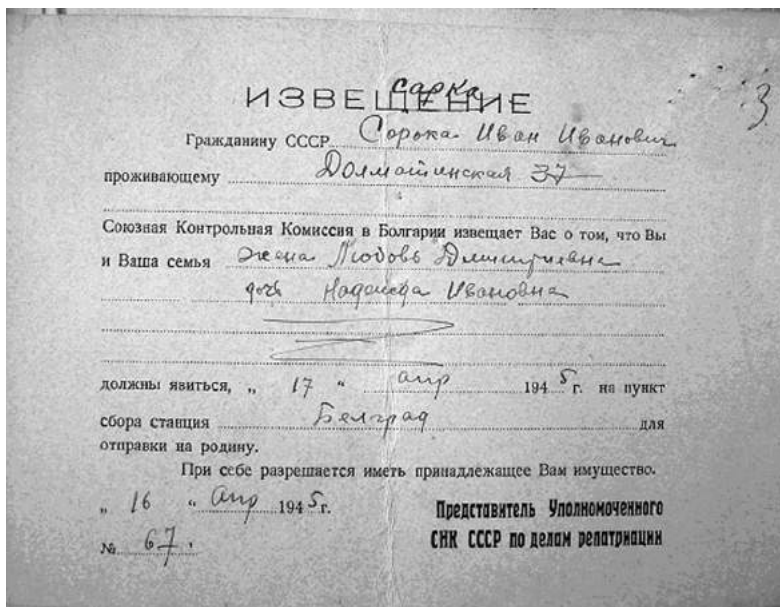 Сарка
ИЗВЕЩЕНИЕ
3
Гражданину СССР Сорока Иван Иванович
проживающему Долматинская 37
Союзная Контрольная Комиссия в Болгарии извещает Вас о том, что Вы
и Ваша семья жена Любовь Дмитриевна
дочь Надежда Ивановна
должны явиться, „ 17 “ апр 1945 г. на пункт
сбора станция Белград для
отправки на родину.
При себе разрешается иметь принадлежащее Вам имущество.
„ 16 “ Апр 1945 г.
Представитель Уполномоченного
№ 67
СНК СССР по делам репатриации